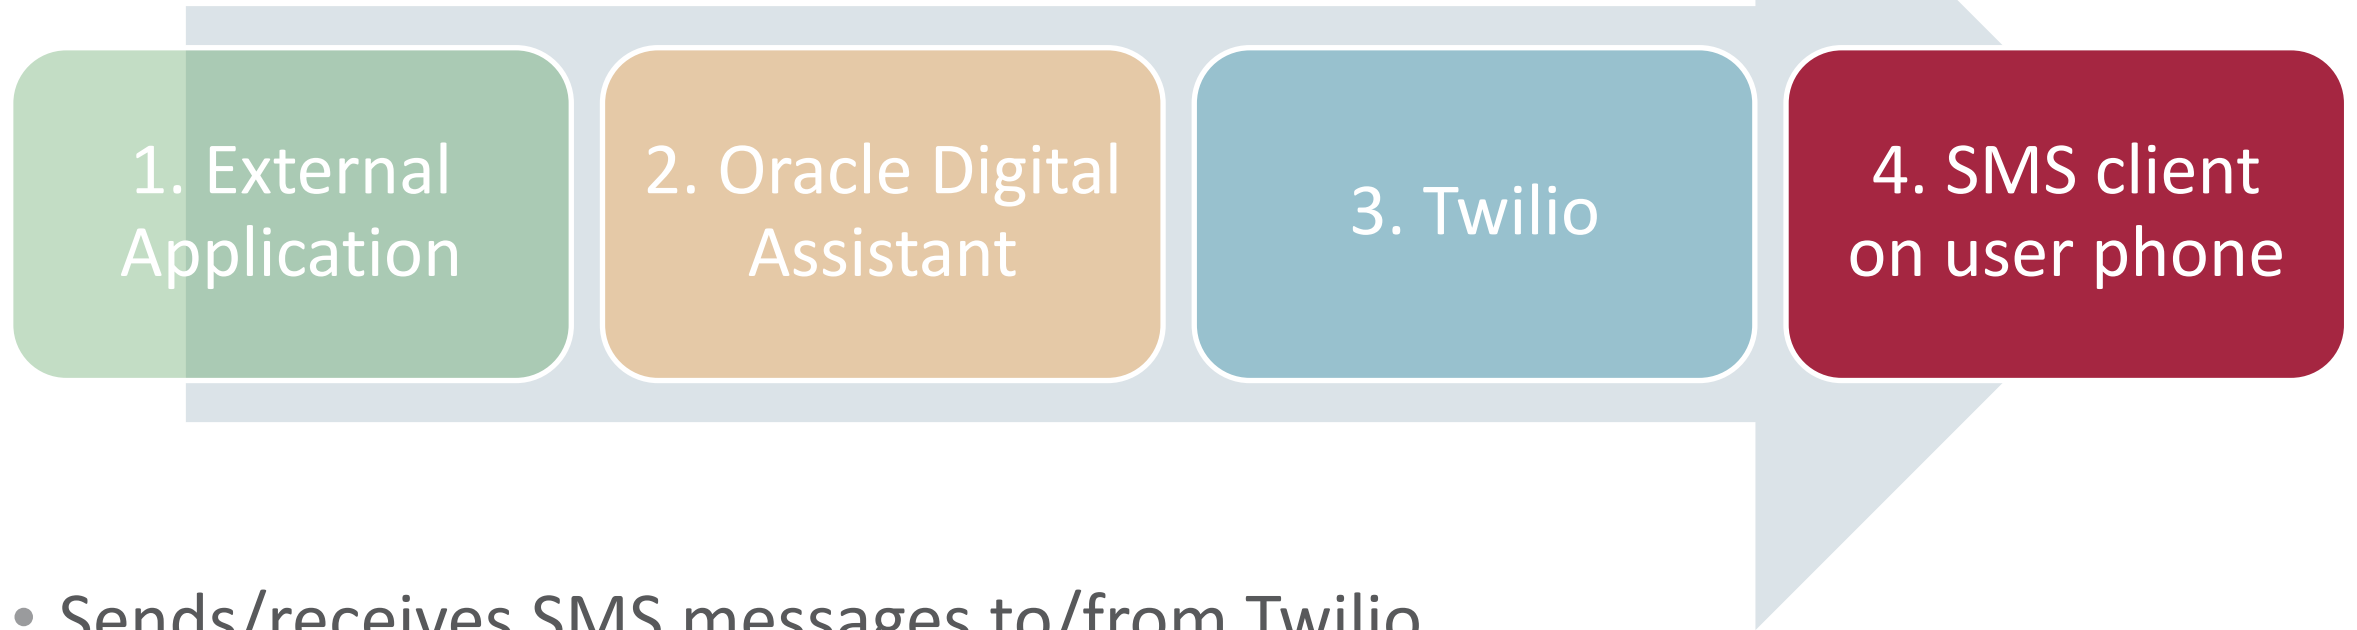 1. External
Application
2. Oracle Digital
Assistant
3. Twilio
4. SMS client
on user phone
• Sends/receives SMS messages to/from Twilio